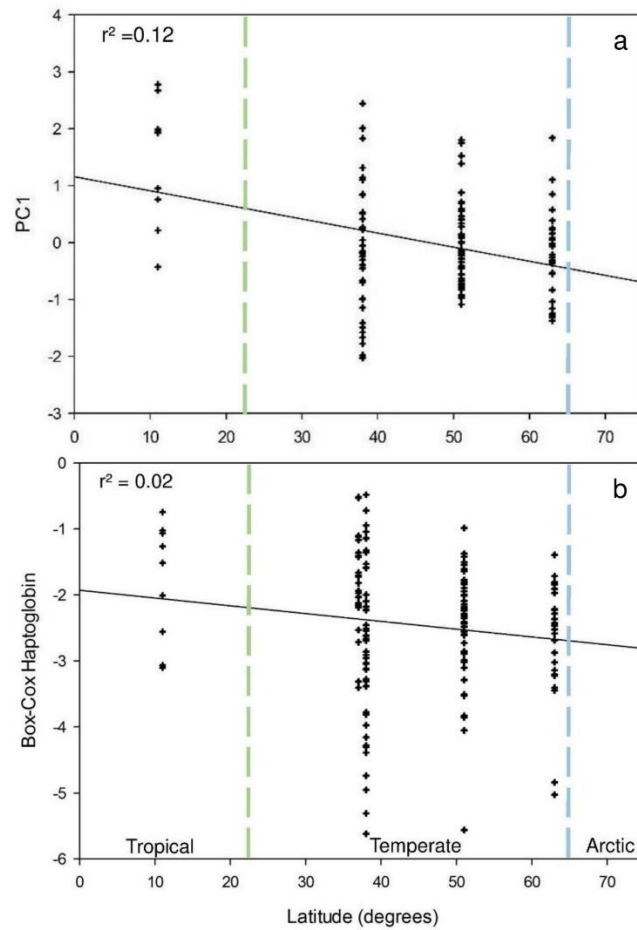 r² =0.12
a
4
3
2
1
0
-1
-2
-3
PC1
0 10 20 30 40 50 60 70
r² = 0.02
b
0
-1
-2
-3
-4
-5
-6
Box-Cox Haptoglobin
Tropical Temperate Arctic
0 10 20 30 40 50 60 70
Latitude (degrees)